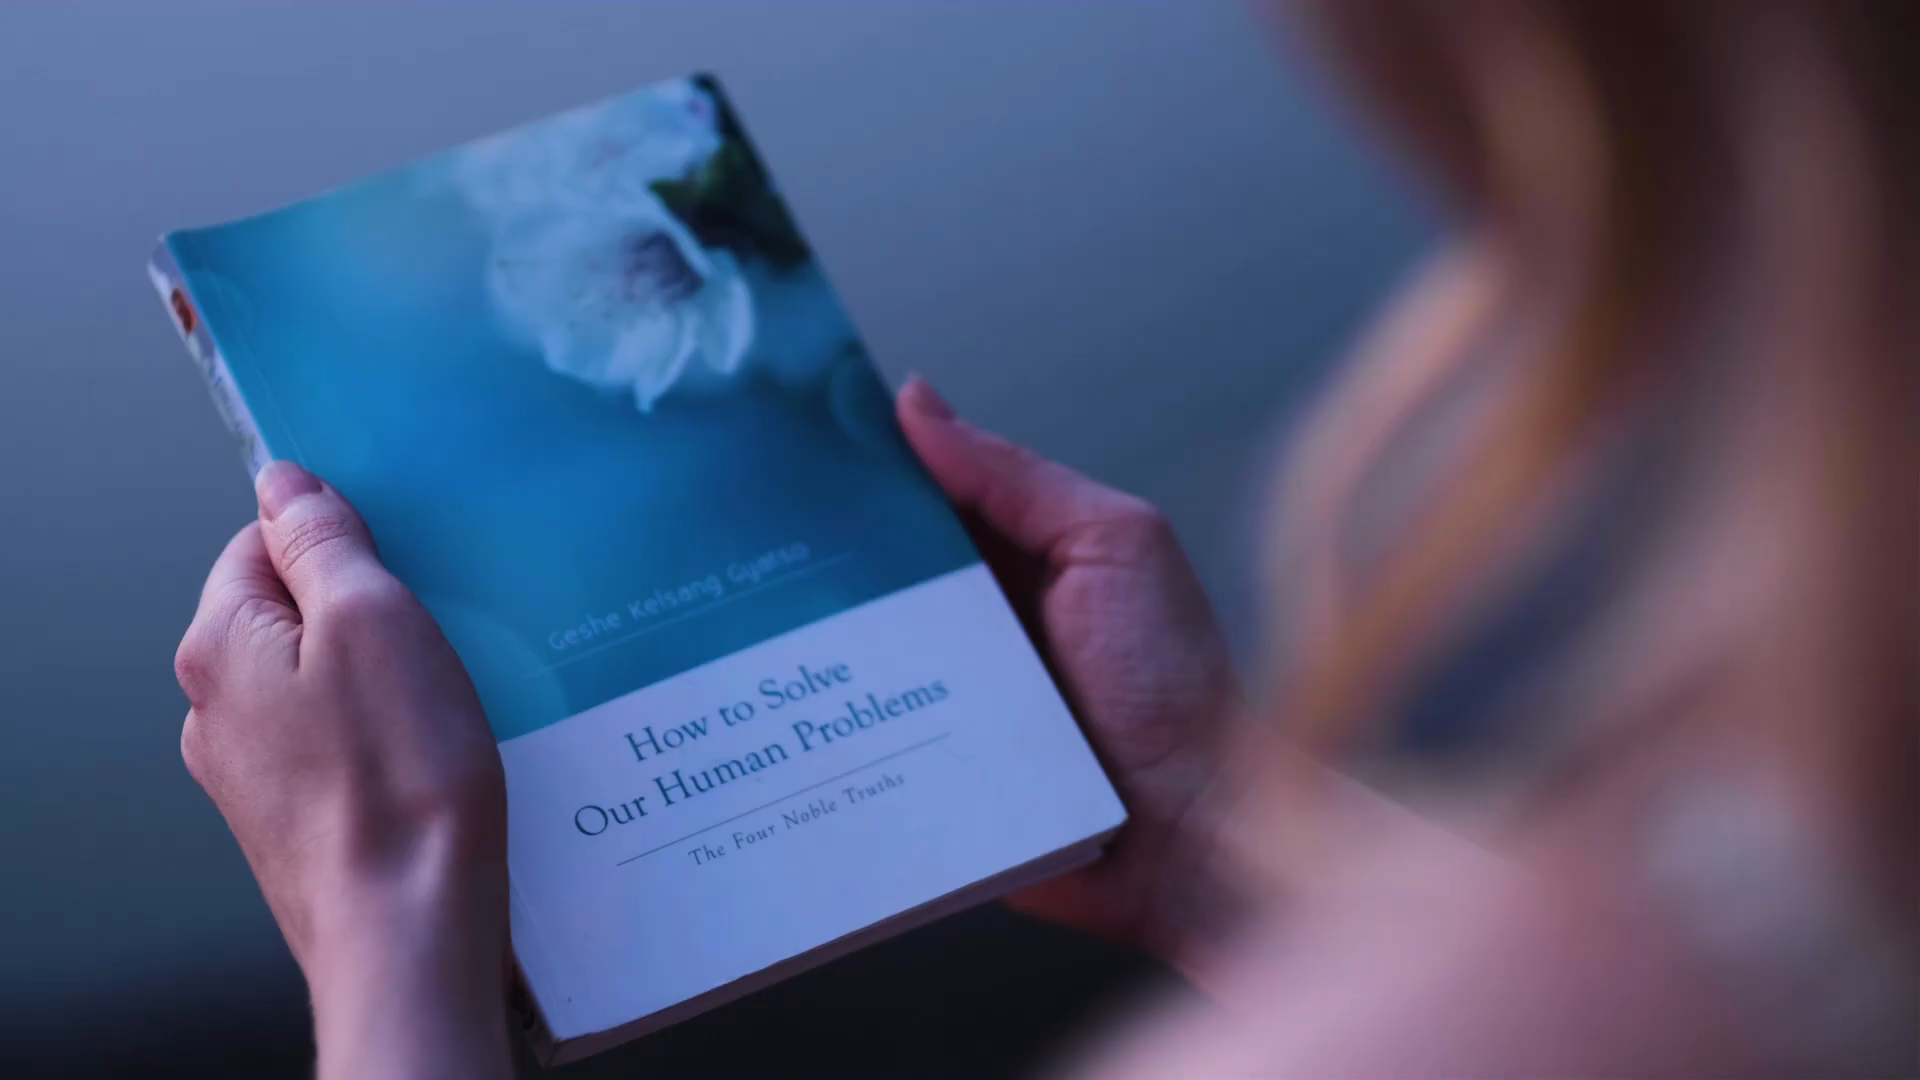 Geshe Kelsang Gyatso
How to Solve
Our Human Problems
The Four Noble Truths